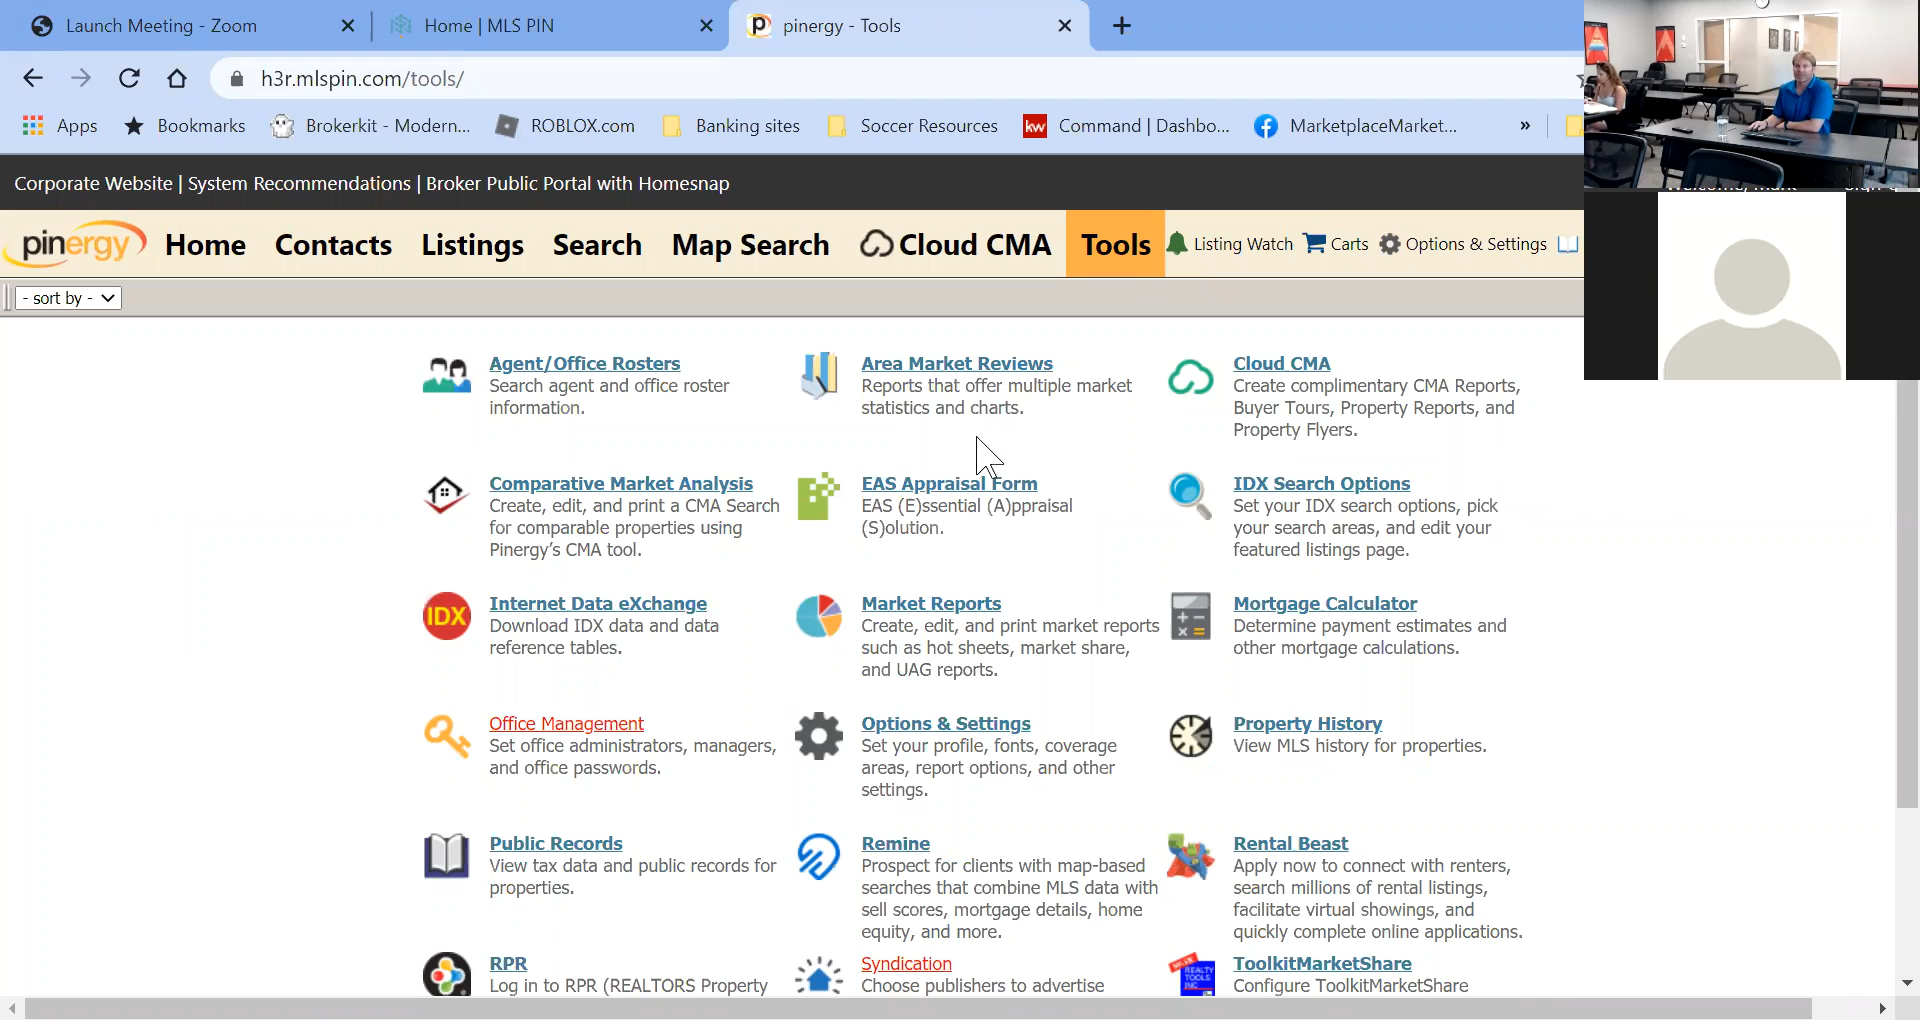 Launch Meeting - Zoom
Home | MLS PIN
pinergy - Tools
h3r.mlspin.com/tools/
Apps
Bookmarks
Brokerkit - Modern...
ROBLOX.com
Banking sites
Soccer Resources
kw
Command | Dashbo...
MarketplaceMarket...
»
Corporate Website | System Recommendations | Broker Public Portal with Homesnap
pinergy
Home
Contacts
Listings
Search
Map Search
Cloud CMA
Tools
Listing Watch
Carts
Options & Settings
- sort by -
Agent/Office Rosters
Search agent and office roster
information.
Area Market Reviews
Reports that offer multiple market
statistics and charts.
Cloud CMA
Create complimentary CMA Reports,
Buyer Tours, Property Reports, and
Property Flyers.
Comparative Market Analysis
Create, edit, and print a CMA Search
for comparable properties using
Pinergy's CMA tool.
EAS Appraisal Form
EAS (E)ssential (A)ppraisal
(S)olution.
IDX Search Options
Set your IDX search options, pick
your search areas, and edit your
featured listings page.
IDX
Internet Data eXchange
Download IDX data and data
reference tables.
Market Reports
Create, edit, and print market reports
such as hot sheets, market share,
and UAG reports.
Mortgage Calculator
Determine payment estimates and
other mortgage calculations.
Office Management
Set office administrators, managers,
and office passwords.
Options & Settings
Set your profile, fonts, coverage
areas, report options, and other
settings.
Property History
View MLS history for properties.
Public Records
View tax data and public records for
properties.
Remine
Prospect for clients with map-based
searches that combine MLS data with
sell scores, mortgage details, home
equity, and more.
Rental Beast
Apply now to connect with renters,
search millions of rental listings,
facilitate virtual showings, and
quickly complete online applications.
RPR
Log in to RPR (REALTORS Property
Syndication
Choose publishers to advertise
REALTY
TOOLS
INC
ToolkitMarketShare
Configure ToolkitMarketShare